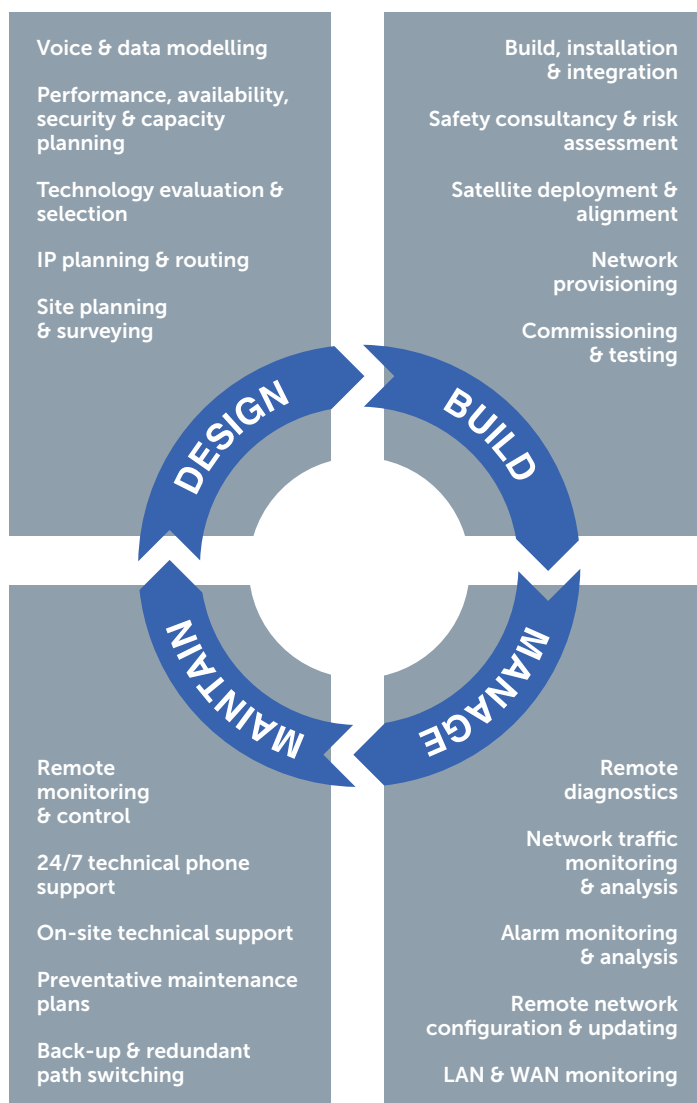 Voice & data modelling
Performance, availability,
security & capacity
planning
Technology evaluation &
selection
IP planning & routing
Site planning
& surveying
Build, installation
& integration
Safety consultancy & risk
assessment
Satellite deployment &
alignment
Network
provisioning
Commissioning
& testing
DESIGN
BUILD
MANAGE
MAINTAIN
Remote
monitoring
& control
24/7 technical phone
support
On-site technical support
Preventative maintenance
plans
Back-up & redundant
path switching
Remote
diagnostics
Network traffic
monitoring
& analysis
Alarm monitoring
& analysis
Remote network
configuration & updating
LAN & WAN monitoring